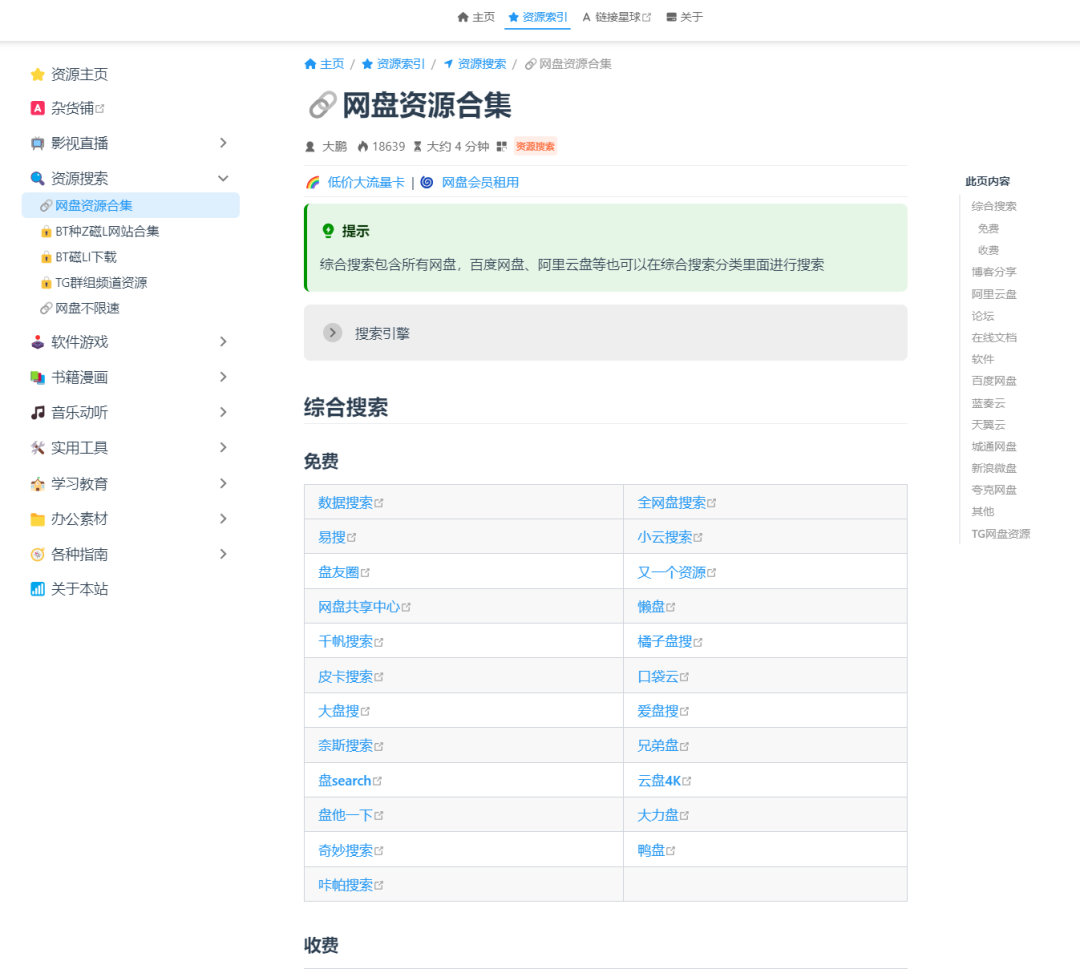 主页 资源索引 链接星球 关于
资源主页
杂货铺
影视直播
资源搜索
网盘资源合集
BT种Z磁L网站合集
BT磁LI下载
TG群组频道资源
网盘不限速
软件游戏
书籍漫画
音乐动听
实用工具
学习教育
办公素材
各种指南
关于本站
主页 / 资源索引 / 资源搜索 / 网盘资源合集
网盘资源合集
大鹏 18639 大约 4 分钟 资源搜索
低价大流量卡 | 网盘会员租用
提示
综合搜索包含所有网盘，百度网盘、阿里云盘等也可以在综合搜索分类里面进行搜索
搜索引擎
综合搜索
免费
数据搜索 全网盘搜索
易搜 小云搜索
盘友圈 又一个资源
网盘共享中心 懒盘
千帆搜索 橘子盘搜
皮卡搜索 口袋云
大盘搜 爱盘搜
奈斯搜索 兄弟盘
盘search 云盘4K
盘他一下 大力盘
奇妙搜索 鸭盘
咔帕搜索
收费
此页内容
综合搜索
免费
收费
博客分享
阿里云盘
论坛
在线文档
软件
百度网盘
蓝奏云
天翼云
城通网盘
新浪微盘
夸克网盘
其他
TG网盘资源